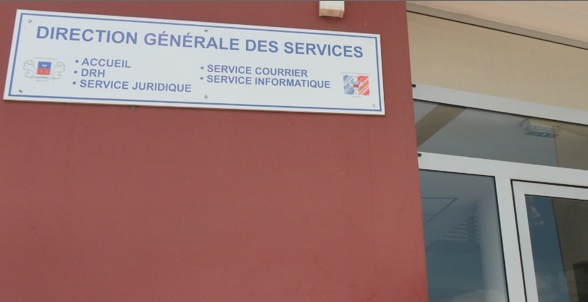 DIRECTION GÉNÉRALE DES SERVICES
• ACCUEIL
• DRH
• SERVICE JURIDIQUE
• SERVICE COURRIER
• SERVICE INFORMATIQUE